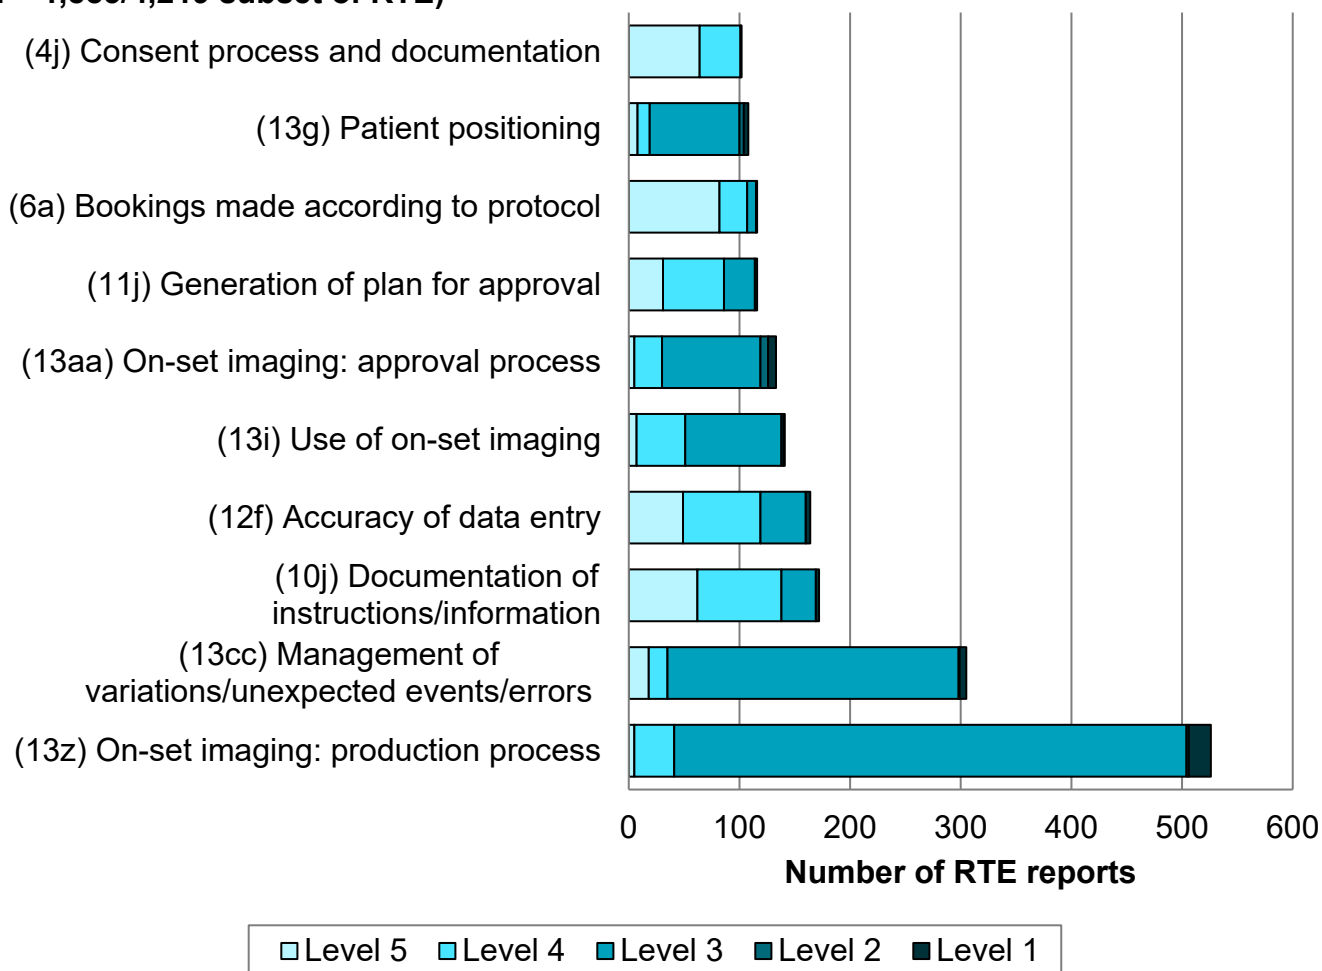 subset of RTE)
(4j) Consent process and documentation
(13g) Patient positioning
(6a) Bookings made according to protocol
(11j) Generation of plan for approval
(13aa) On-set imaging: approval process
(13i) Use of on-set imaging
(12f) Accuracy of data entry
(10j) Documentation of
instructions/information
(13cc) Management of
variations/unexpected events/errors
(13z) On-set imaging: production process
0 100 200 300 400 500 600
Number of RTE reports
Level 5 Level 4 Level 3 Level 2 Level 1